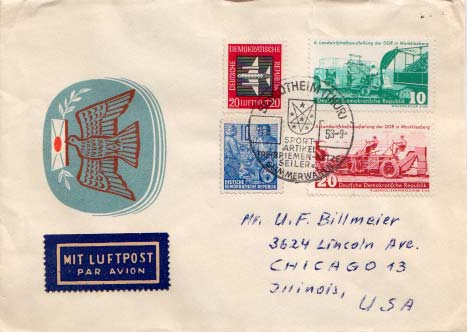 DEUTSCHE
DEMOKRATISCHE
REPUBLIK
20 LUFTPOST 20
6. Landwirtschaftsausstellung der DDR in Markkleeberg
Deutsche Demokratische Republik
10
6. Landwirtschaftsausstellung der DDR in Markkleeberg
20
Deutsche Demokratische Republik
DEUTSCHE
DEMOKRATISCHE REPUBLIK
SPORT
ARTIKEL
RIEMEN
SEILER
MIT LUFTPOST
PAR AVION
Mr. U.F. Billmeier
3624 Lincoln Ave.
CHICAGO 13
Illinois,
USA